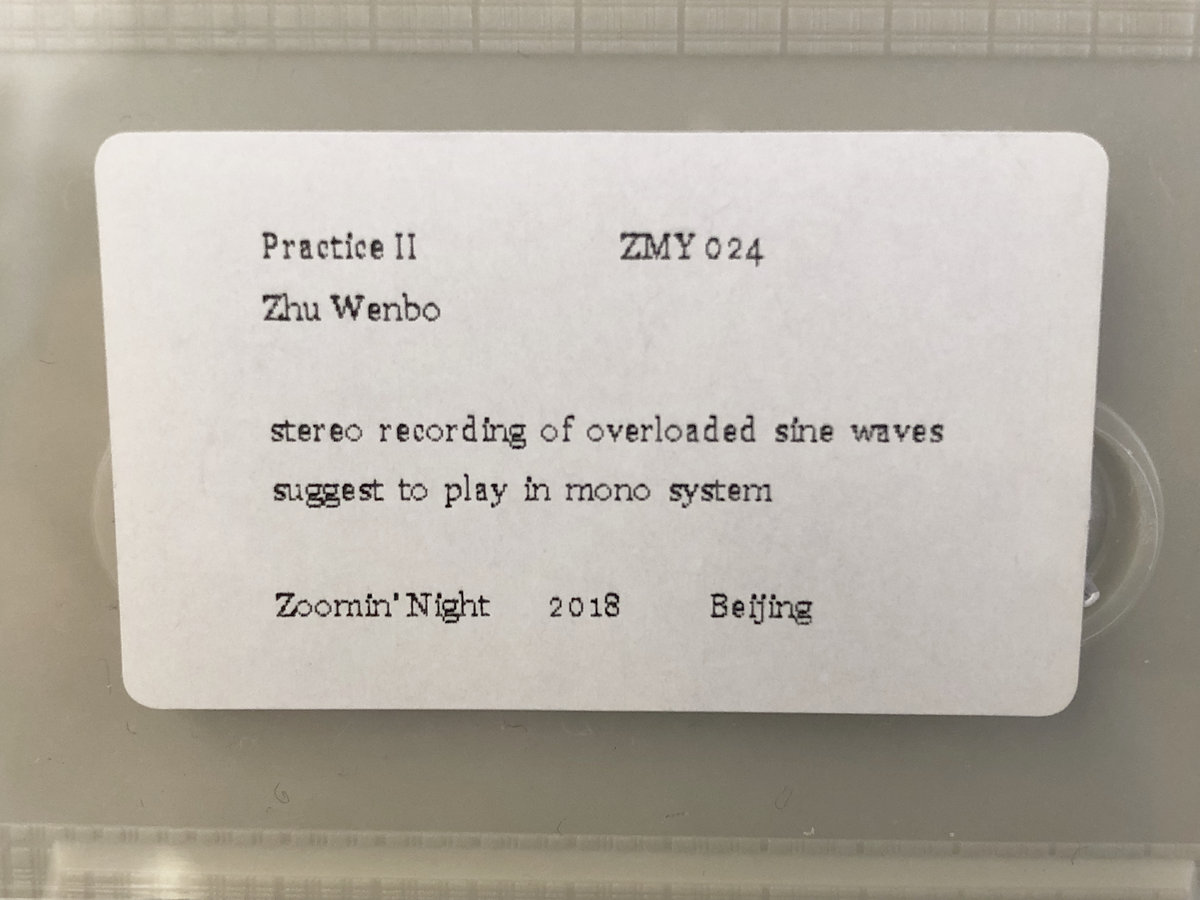 Practice II ZMY 024
Zhu Wenbo
stereo recording of overloaded sine waves
suggest to play in mono system
Zoomin' Night 2018 Beijing